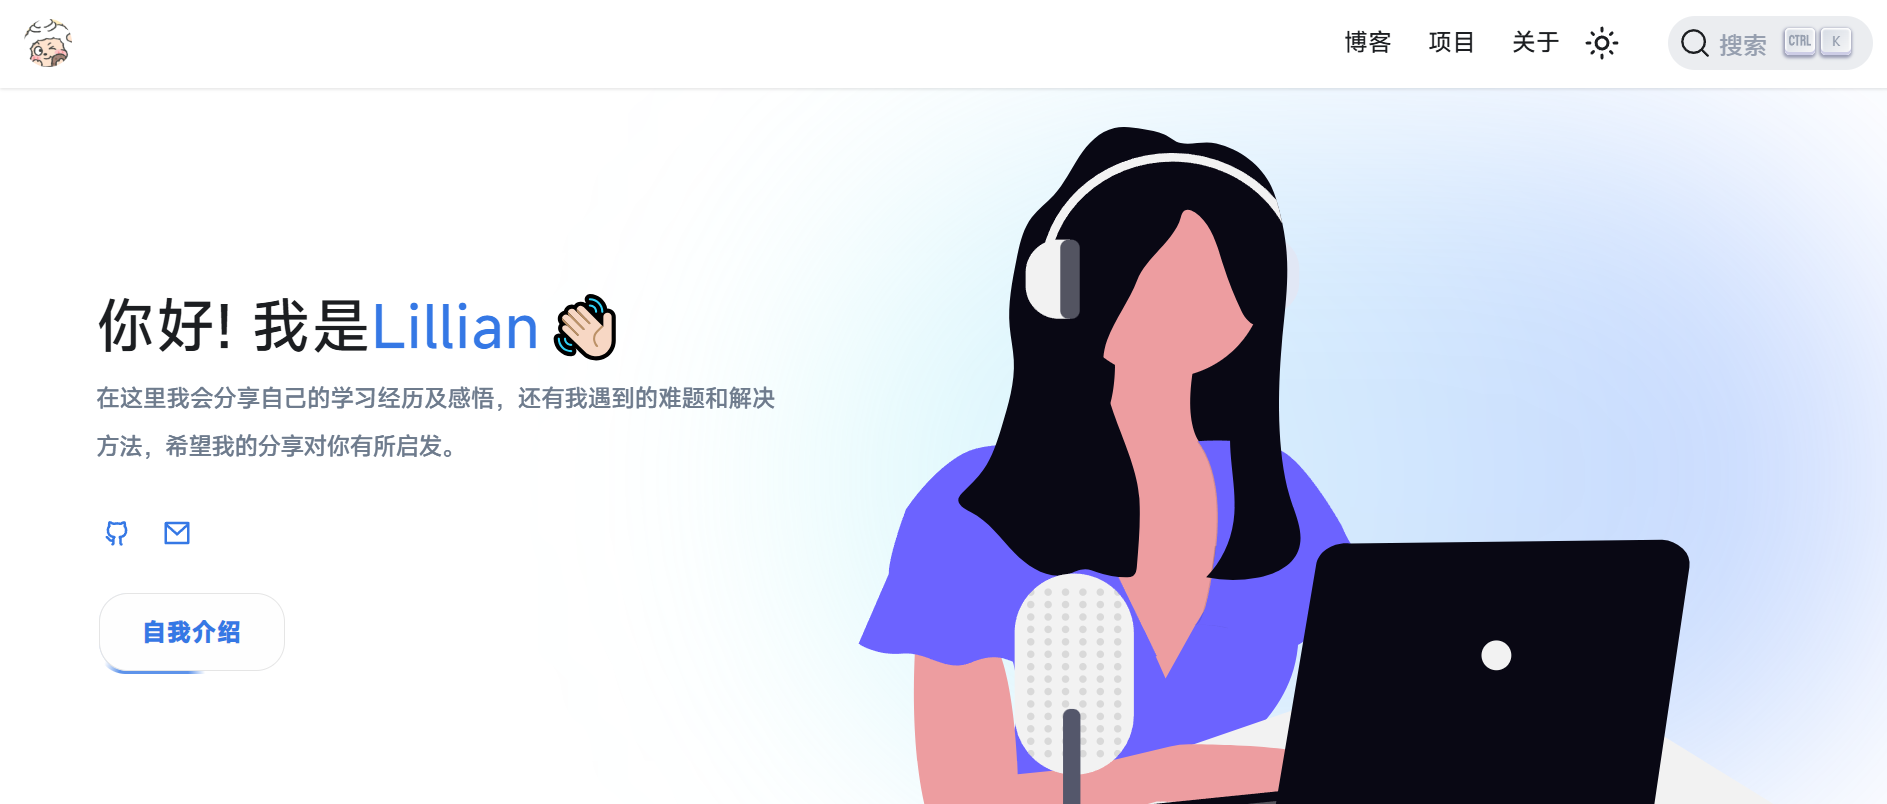 博客 项目 关于 搜索 CTRL K
你好! 我是Lillian
在这里我会分享自己的学习经历及感悟，还有我遇到的难题和解决
方法，希望我的分享对你有所启发。
自我介绍